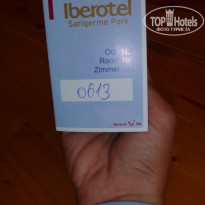 Iberotel
Sarigerme Park
Room
Zimmer
0613
TOP Hotels
ФОТО ТУРИСТА